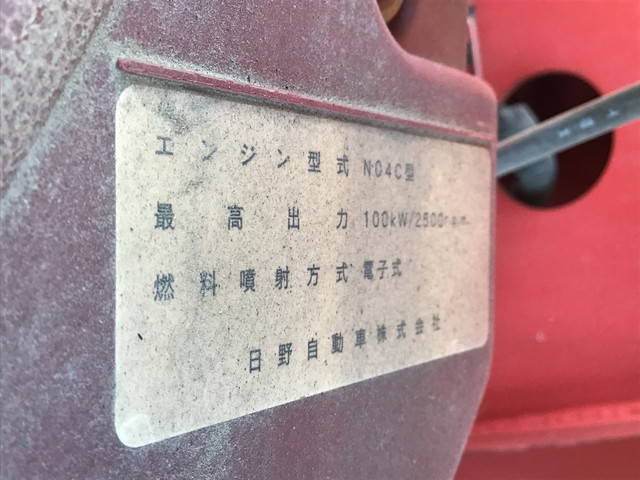 エンジン型式 N04C型
最高出力 100kW/2500r.p.m.
燃料噴射方式 電子式
日野自動車株式会社